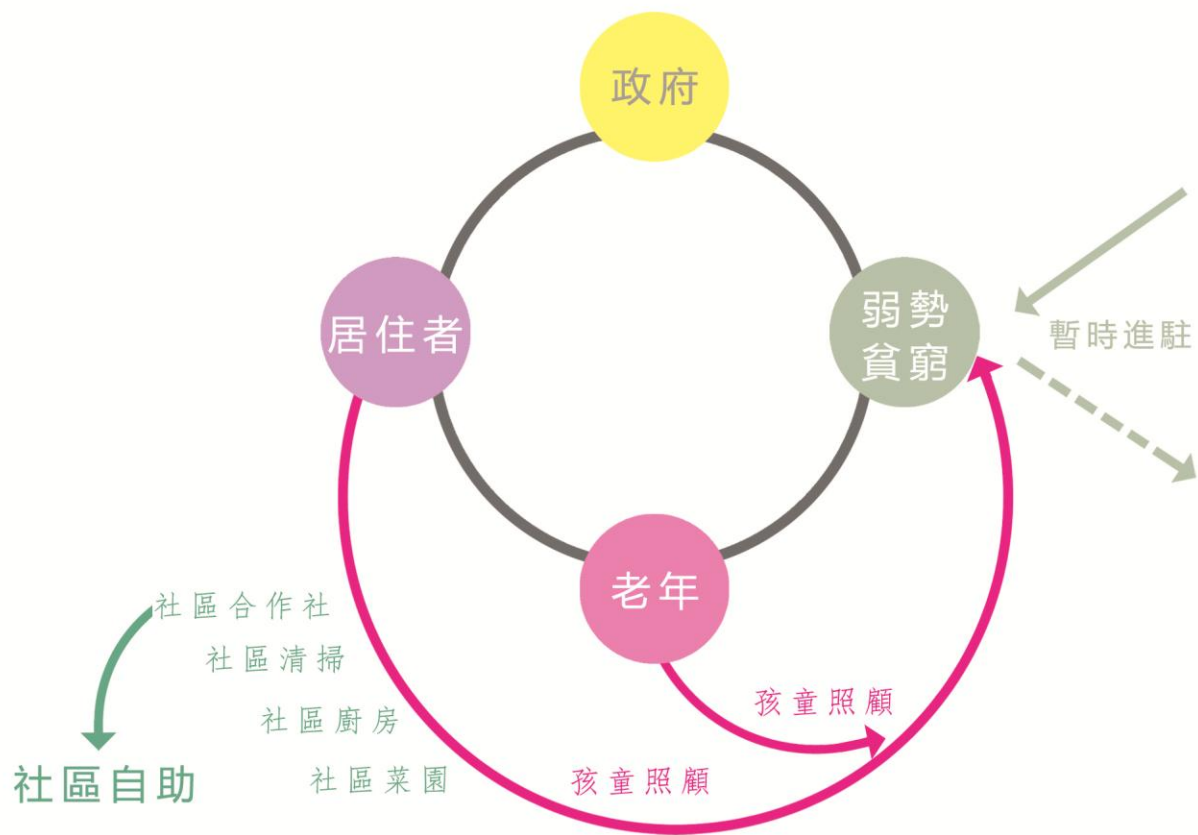 政府
居住者
弱勢
貧窮
暫時進駐
老年
社區合作社
社區清掃
社區廚房
社區菜園
社區自助
孩童照顧
孩童照顧